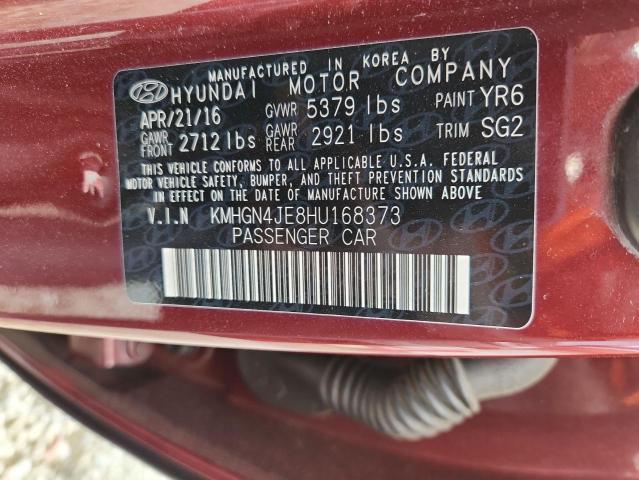 MANUFACTURED IN KOREA BY
HYUNDAI MOTOR COMPANY
APR/21/16 GVWR 5379 lbs PAINT YR6
GAWR FRONT 2712 lbs GAWR REAR 2921 lbs TRIM SG2
THIS VEHICLE CONFORMS TO ALL APPLICABLE U.S.A. FEDERAL
MOTOR VEHICLE SAFETY, BUMPER, AND THEFT PREVENTION
STANDARDS IN EFFECT ON THE DATE OF MANUFACTURE SHOWN ABOVE
V.I.N KMHGN4JE8HU168373
PASSENGER CAR